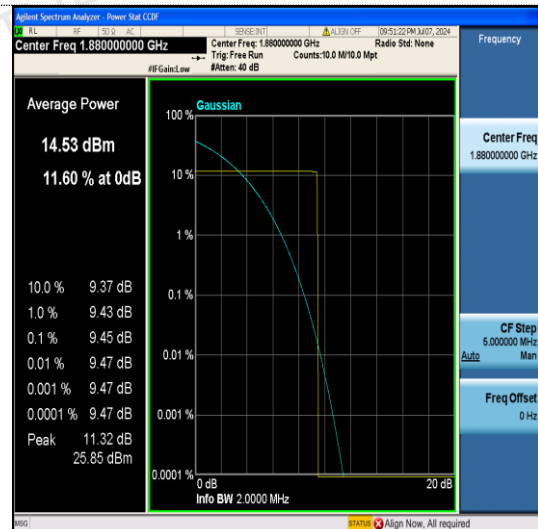 Agilent Spectrum Analyzer - Power Stat CCDF
RL RF 50 Ω AC SENSE:INT ALIGN OFF 09:51:22 PM Jul 07, 2024
Center Freq 1.880000000 GHz
Center Freq: 1.880000000 GHz Radio Std: None
Trig: Free Run Counts:10.0 M/10.0 Mpt
#IFGain:Low #Atten: 40 dB
Frequency
Average Power
14.53 dBm
11.60 % at 0dB
10.0 % 9.37 dB
1.0 % 9.43 dB
0.1 % 9.45 dB
0.01 % 9.47 dB
0.001 % 9.47 dB
0.0001 % 9.47 dB
Peak 11.32 dB
25.85 dBm
Gaussian
100 %
10 %
1 %
0.1 %
0.01 %
0.001 %
0.0001 %
0 dB 20 dB
Info BW 2.0000 MHz
Center Freq
1.880000000 GHz
CF Step
5.000000 MHz
Auto Man
Freq Offset
0 Hz
MSG STATUS Align Now, All required